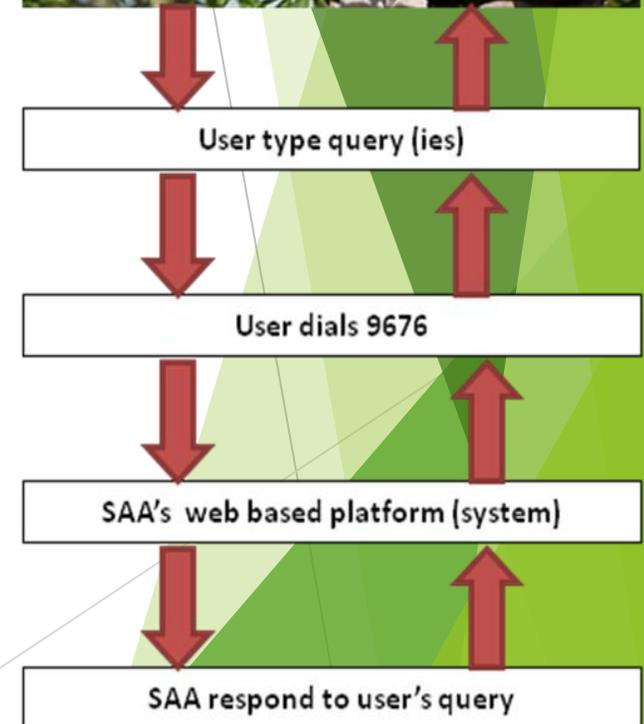 User type query (ies)
User dials 9676
SAA's web based platform (system)
SAA respond to user's query